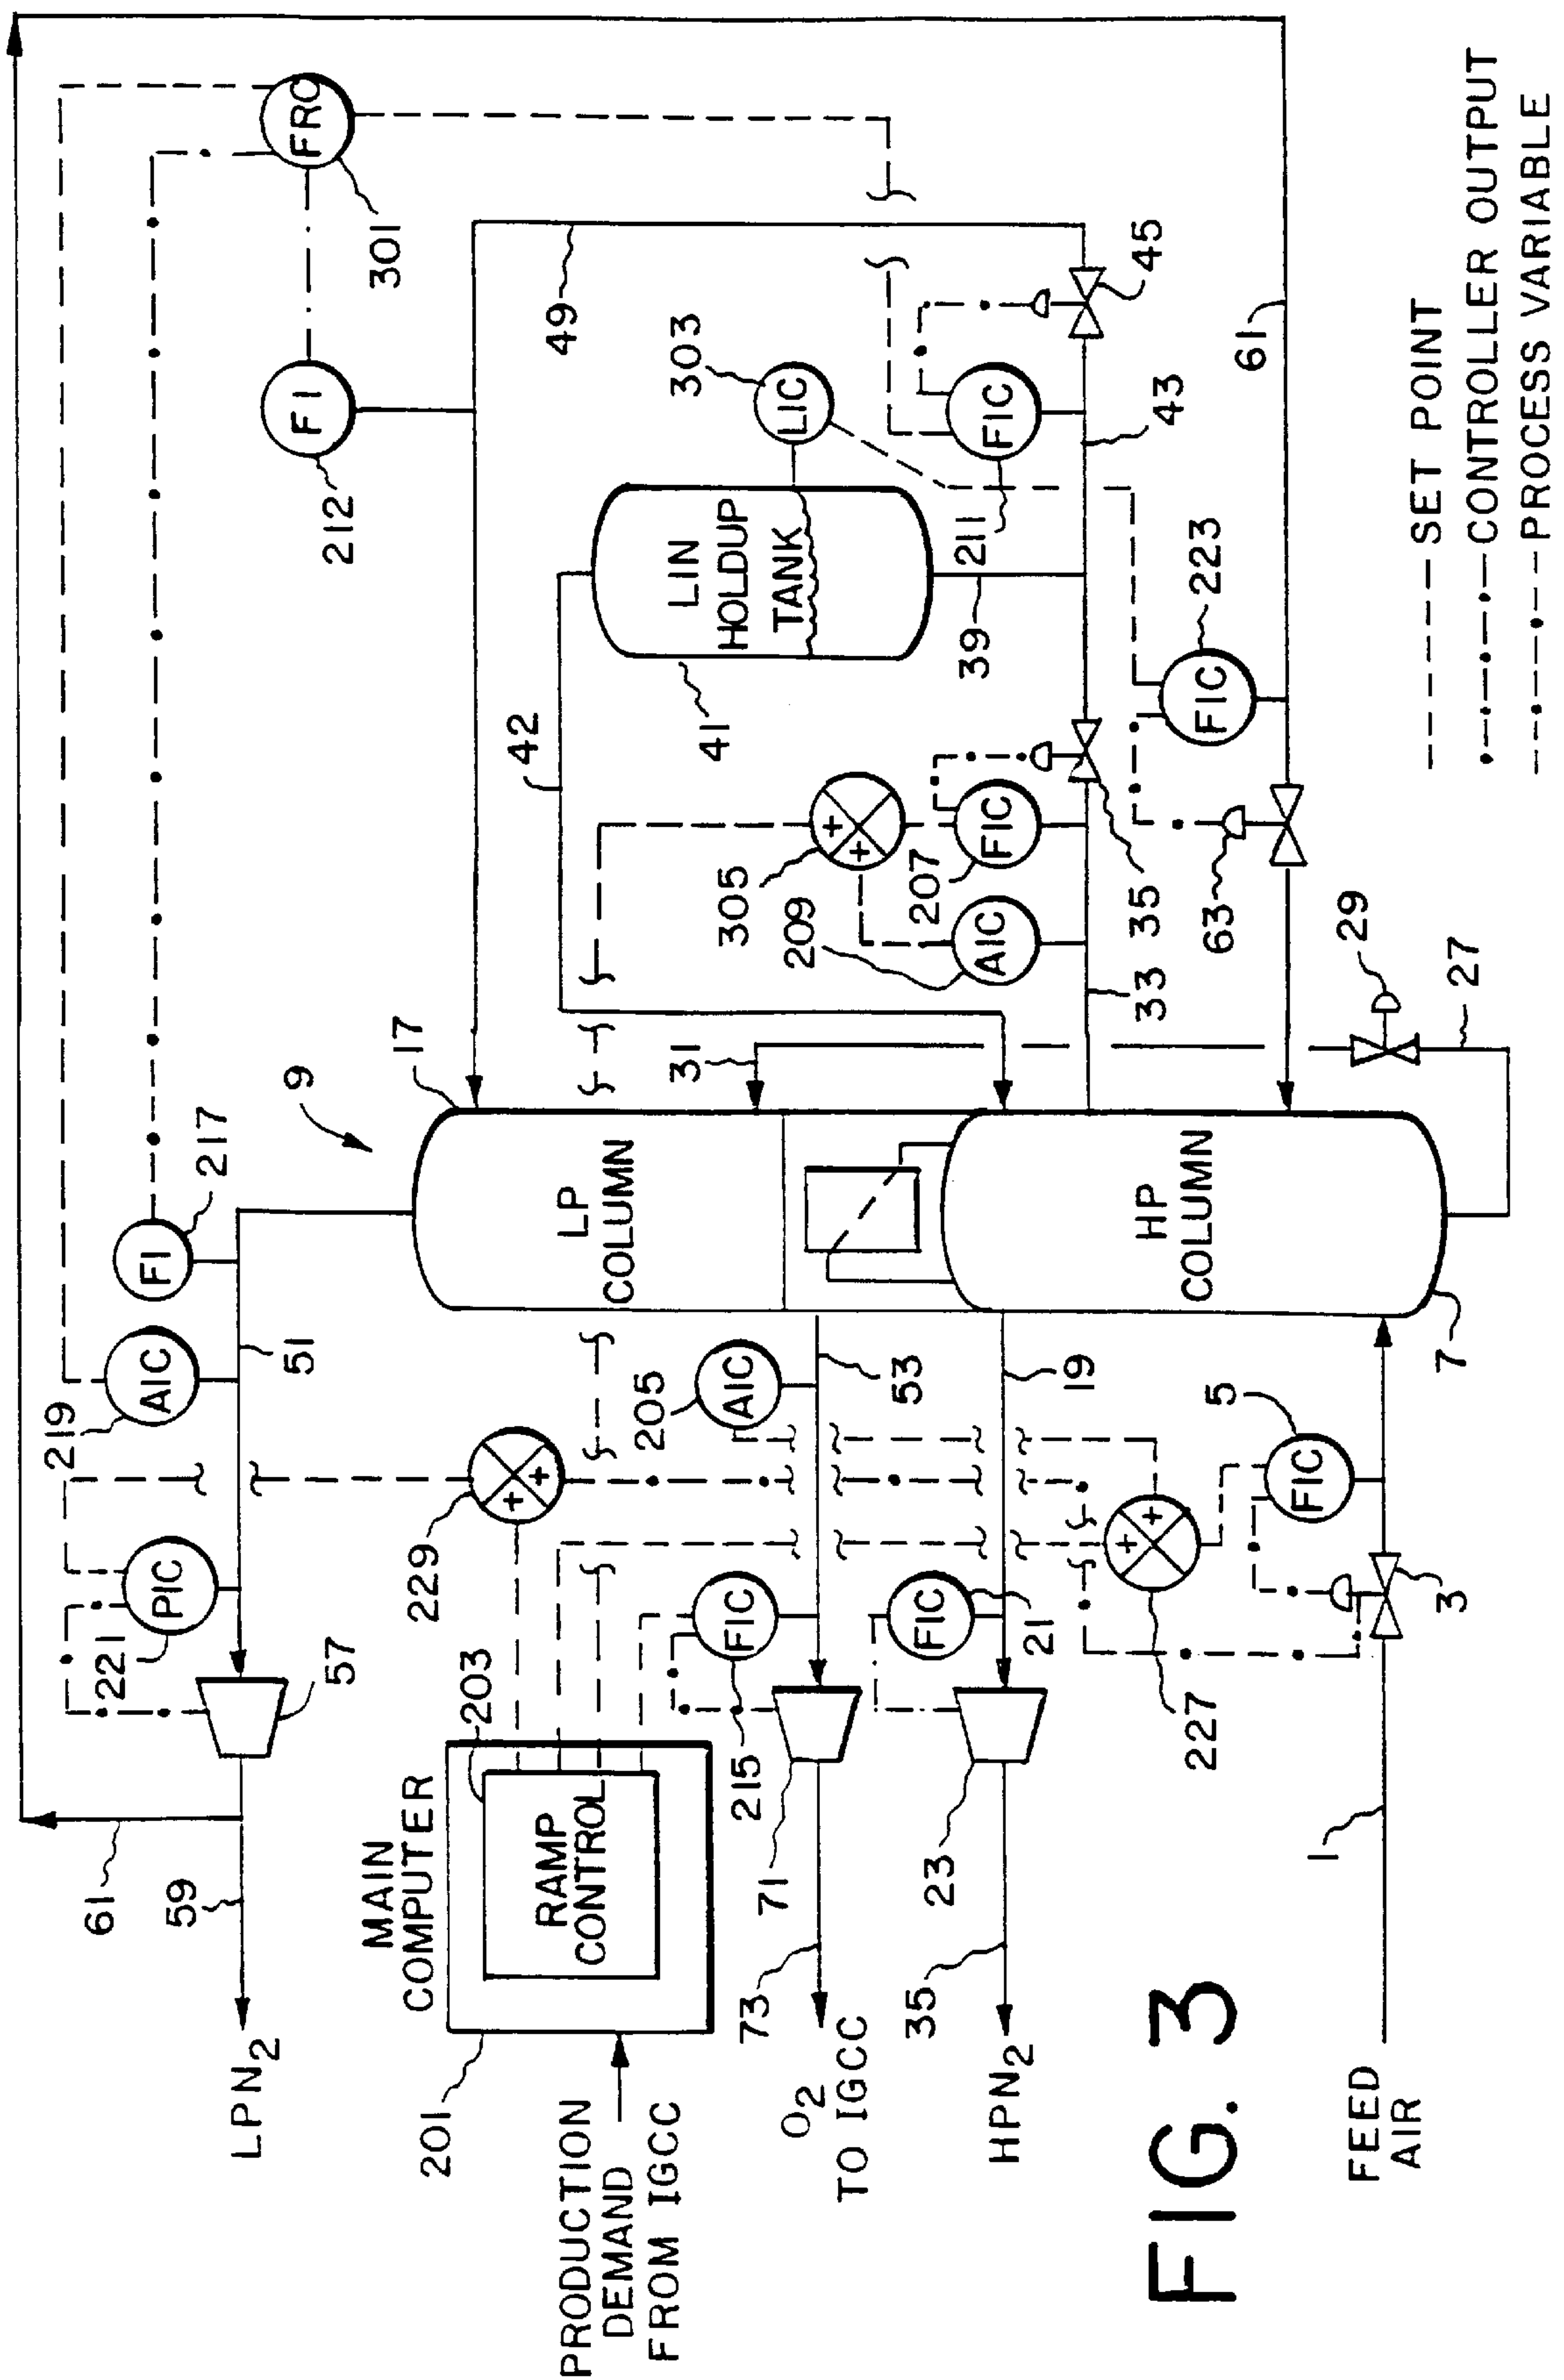 61
59
LPN2
221
PIC
57
219
AIC
51
FI
217
9
17
FI
212
FRC
301
MAIN
COMPUTER
203
RAMP
CONTROL
201
PRODUCTION
DEMAND
FROM IGCC
229
+
+
205
AIC
53
LP
COLUMN
31
42
49
LIN
HOLDUP
TANK
41
303
LIC
305
+
+
207
FIC
209
AIC
33
35
39
211
FIC
43
45
215
FIC
71
73
O2
TO IGCC
FIC
21
19
23
35
HPN2
HP
COLUMN
7
227
+
+
5
FIC
3
1
FEED
AIR
223
FIC
63
61
29
27
SET POINT
CONTROLLER OUTPUT
PROCESS VARIABLE
FIG. 3